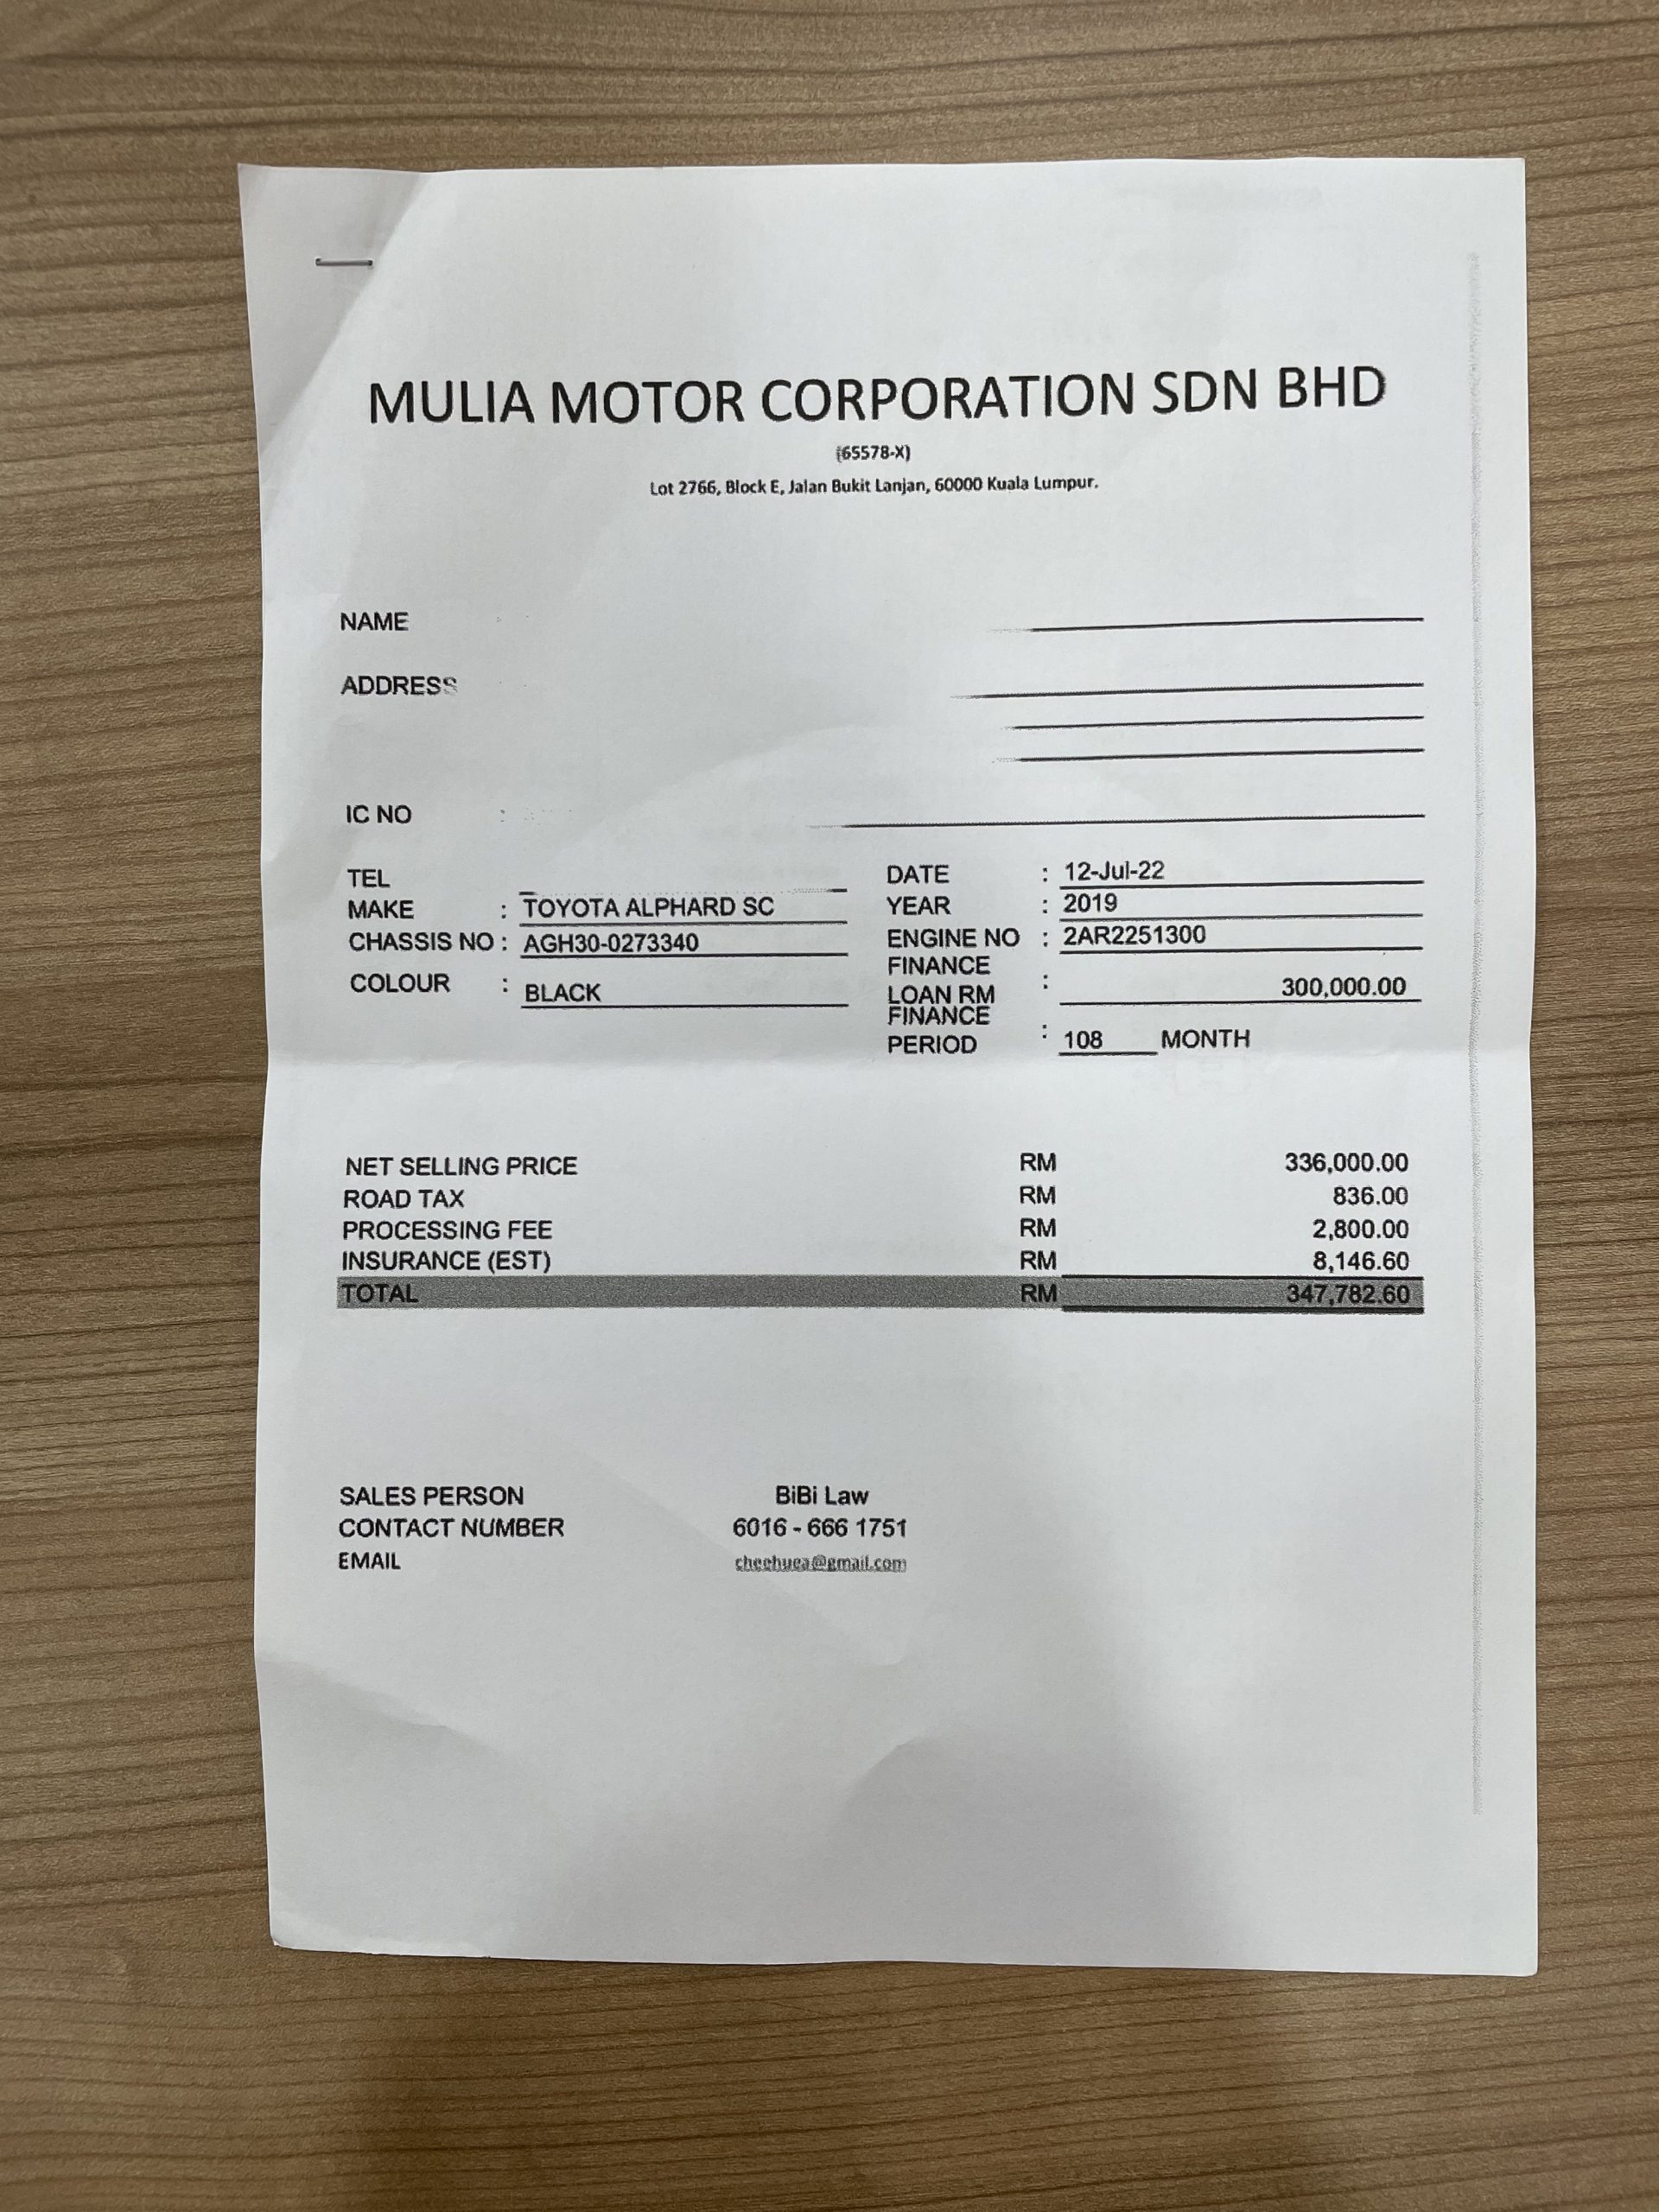 MULIA MOTOR CORPORATION SDN BHD
(65578-X)
Lot 2766, Block E, Jalan Bukit Lanjan, 60000 Kuala Lumpur.
NAME
ADDRESS
IC NO :
TEL
DATE : 12-Jul-22
MAKE : TOYOTA ALPHARD SC
YEAR : 2019
CHASSIS NO : AGH30-0273340
ENGINE NO : 2AR2251300
COLOUR : BLACK
FINANCE
LOAN RM : 300,000.00
FINANCE
PERIOD : 108 MONTH
NET SELLING PRICE RM 336,000.00
ROAD TAX RM 836.00
PROCESSING FEE RM 2,800.00
INSURANCE (EST) RM 8,146.60
TOTAL RM 347,782.60
SALES PERSON BiBi Law
CONTACT NUMBER 6016 - 666 1751
EMAIL cheehuea@gmail.com